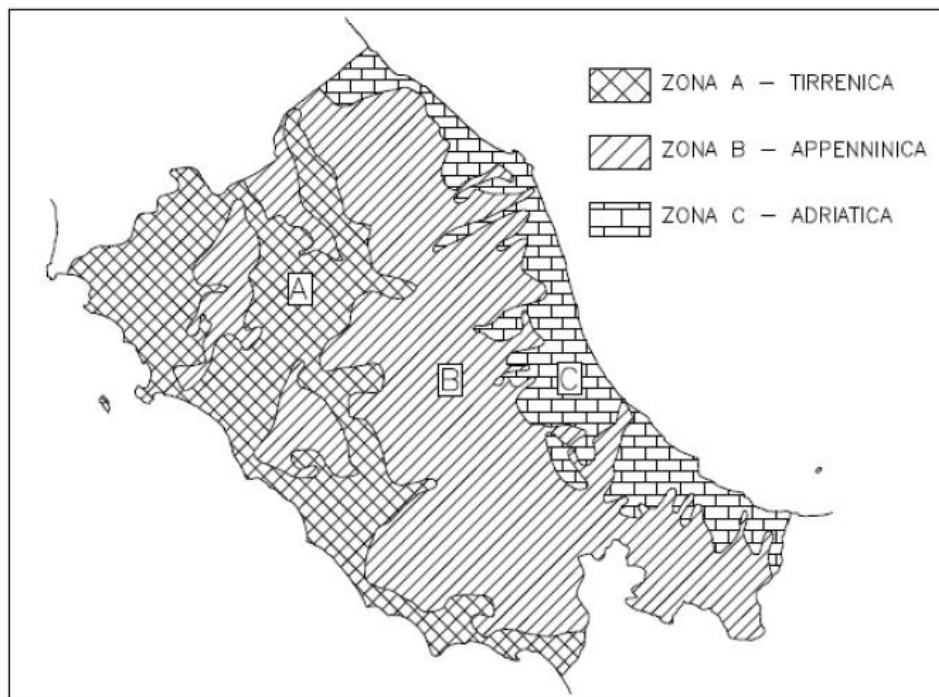 ZONA A – TIRRENICA
ZONA B – APPENNINICA
ZONA C – ADRIATICA
A
B
C